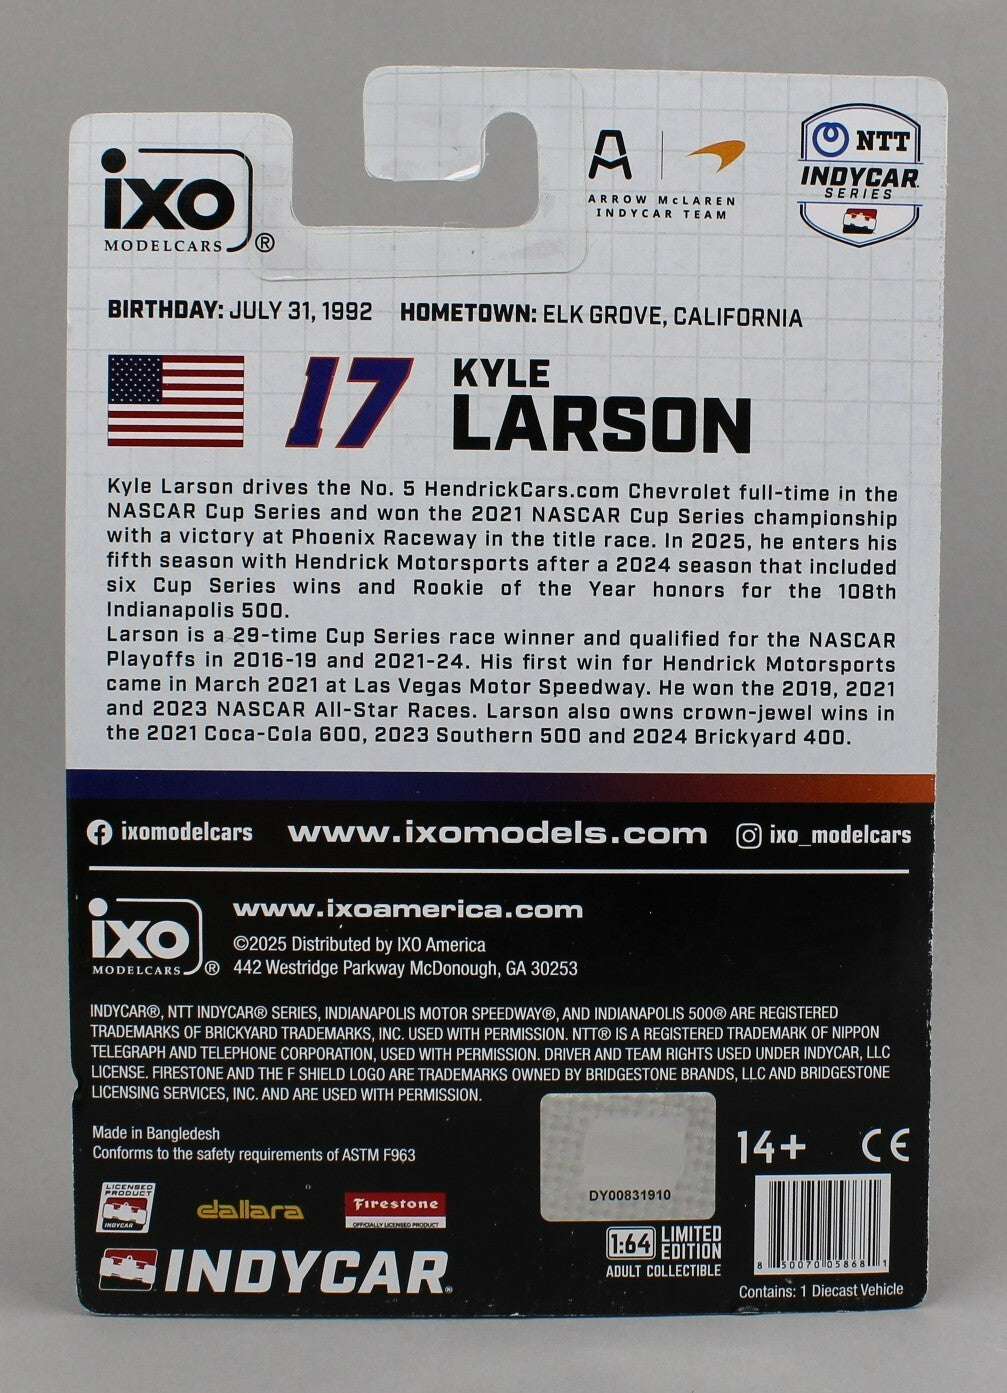 ixo
MODELCARS ®
ARROW McLAREN
INDYCAR TEAM
NTT
INDYCAR
SERIES
BIRTHDAY: JULY 31, 1992 HOMETOWN: ELK GROVE, CALIFORNIA
17 KYLE
LARSON
Kyle Larson drives the No. 5 HendrickCars.com Chevrolet full-time in the
NASCAR Cup Series and won the 2021 NASCAR Cup Series championship
with a victory at Phoenix Raceway in the title race. In 2025, he enters his
fifth season with Hendrick Motorsports after a 2024 season that included
six Cup Series wins and Rookie of the Year honors for the 108th
Indianapolis 500.
Larson is a 29-time Cup Series race winner and qualified for the NASCAR
Playoffs in 2016-19 and 2021-24. His first win for Hendrick Motorsports
came in March 2021 at Las Vegas Motor Speedway. He won the 2019, 2021
and 2023 NASCAR All-Star Races. Larson also owns crown-jewel wins in
the 2021 Coca-Cola 600, 2023 Southern 500 and 2024 Brickyard 400.
ixomodelcars www.ixomodels.com ixo_modelcars
ixo
MODELCARS ®
www.ixoamerica.com
©2025 Distributed by IXO America
442 Westridge Parkway McDonough, GA 30253
INDYCAR®, NTT INDYCAR® SERIES, INDIANAPOLIS MOTOR SPEEDWAY®, AND INDIANAPOLIS 500® ARE REGISTERED
TRADEMARKS OF BRICKYARD TRADEMARKS, INC. USED WITH PERMISSION. NTT® IS A REGISTERED TRADEMARK OF NIPPON
TELEGRAPH AND TELEPHONE CORPORATION, USED WITH PERMISSION. DRIVER AND TEAM RIGHTS USED UNDER INDYCAR, LLC
LICENSE. FIRESTONE AND THE F SHIELD LOGO ARE TRADEMARKS OWNED BY BRIDGESTONE BRANDS, LLC AND BRIDGESTONE
LICENSING SERVICES, INC. AND ARE USED WITH PERMISSION.
Made in Bangledesh
Conforms to the safety requirements of ASTM F963
DY00831910
14+ CE
LICENSED
PRODUCT
INDYCAR
dallara
Firestone
OFFICIALLY LICENSED PRODUCT
INDYCAR®
1:64 LIMITED
EDITION
ADULT COLLECTIBLE
8 50070 05868 1
Contains: 1 Diecast Vehicle